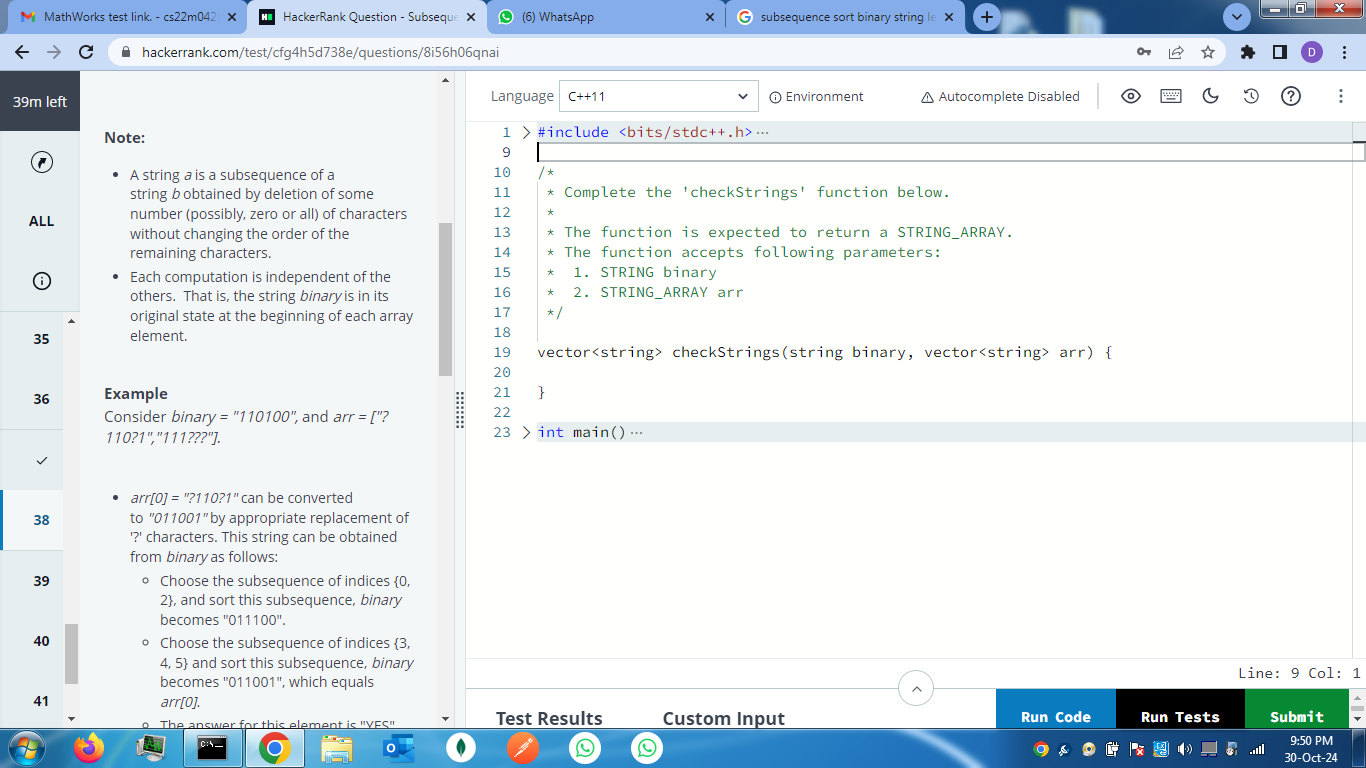 MathWorks test link. - cs22m042
HackerRank Question - Subseque
(6) WhatsApp
subsequence sort binary string le
hackerrank.com/test/cfg4h5d738e/questions/8i56h06qnai
D
39m left
ALL
35
36
38
39
40
41
Note:
A string a is a subsequence of a
string b obtained by deletion of some
number (possibly, zero or all) of characters
without changing the order of the
remaining characters.
Each computation is independent of the
others. That is, the string binary is in its
original state at the beginning of each array
element.
Example
Consider binary = "110100", and arr = ["?
110?1","111???"].
arr[0] = "?110?1" can be converted
to "011001" by appropriate replacement of
'?' characters. This string can be obtained
from binary as follows:
Choose the subsequence of indices {0,
2}, and sort this subsequence, binary
becomes "011100".
Choose the subsequence of indices {3,
4, 5} and sort this subsequence, binary
becomes "011001", which equals
arr[0].
The answer for this element is "YES"
Language C++11 Environment Autocomplete Disabled
1 #include <bits/stdc++.h> ...
9
10 /*
11 * Complete the 'checkStrings' function below.
12 *
13 * The function is expected to return a STRING_ARRAY.
14 * The function accepts following parameters:
15 * 1. STRING binary
16 * 2. STRING_ARRAY arr
17 */
18
19 vector<string> checkStrings(string binary, vector<string> arr) {
20
21 }
22
23 int main() ...
Line: 9 Col: 1
Test Results Custom Input Run Code Run Tests Submit
9:50 PM
30-Oct-24